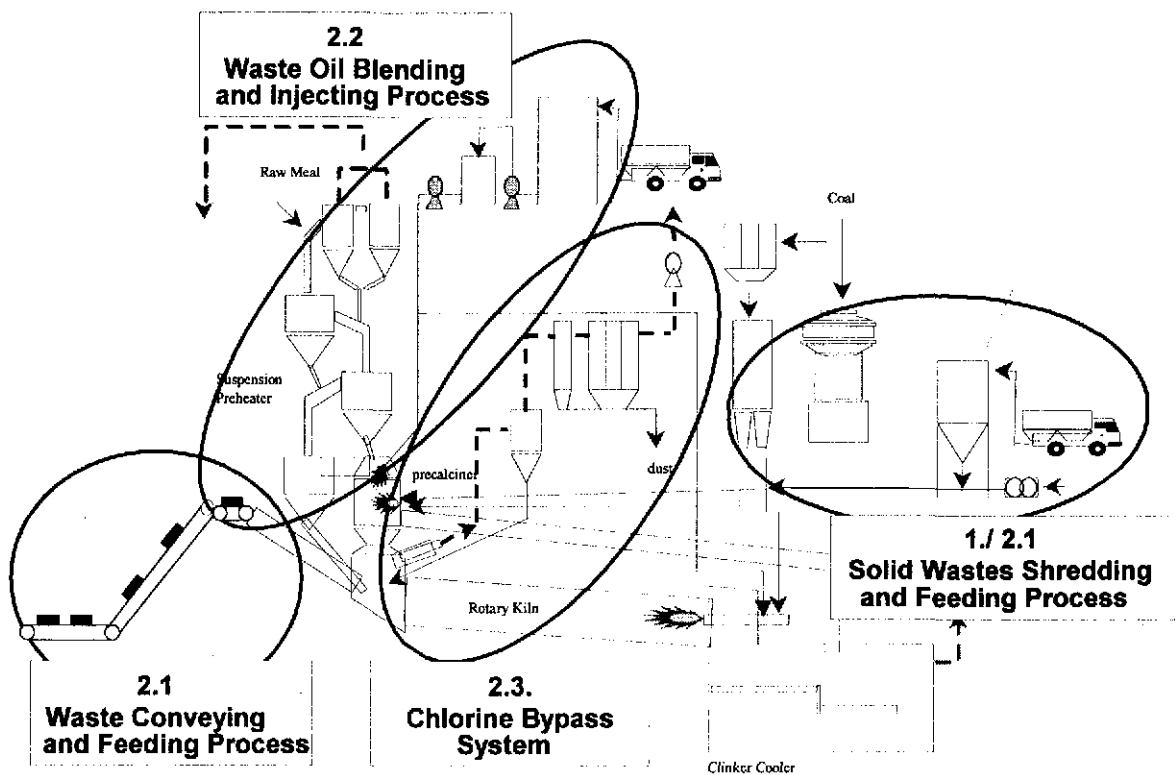 2.2
Waste Oil Blending
and Injecting Process
Raw Meal
Coal
Suspension
Preheater
precalciner
dust
1./ 2.1
Solid Wastes Shredding
and Feeding Process
Rotary Kiln
2.1
Waste Conveying
and Feeding Process
2.3.
Chlorine Bypass
System
Clinker Cooler